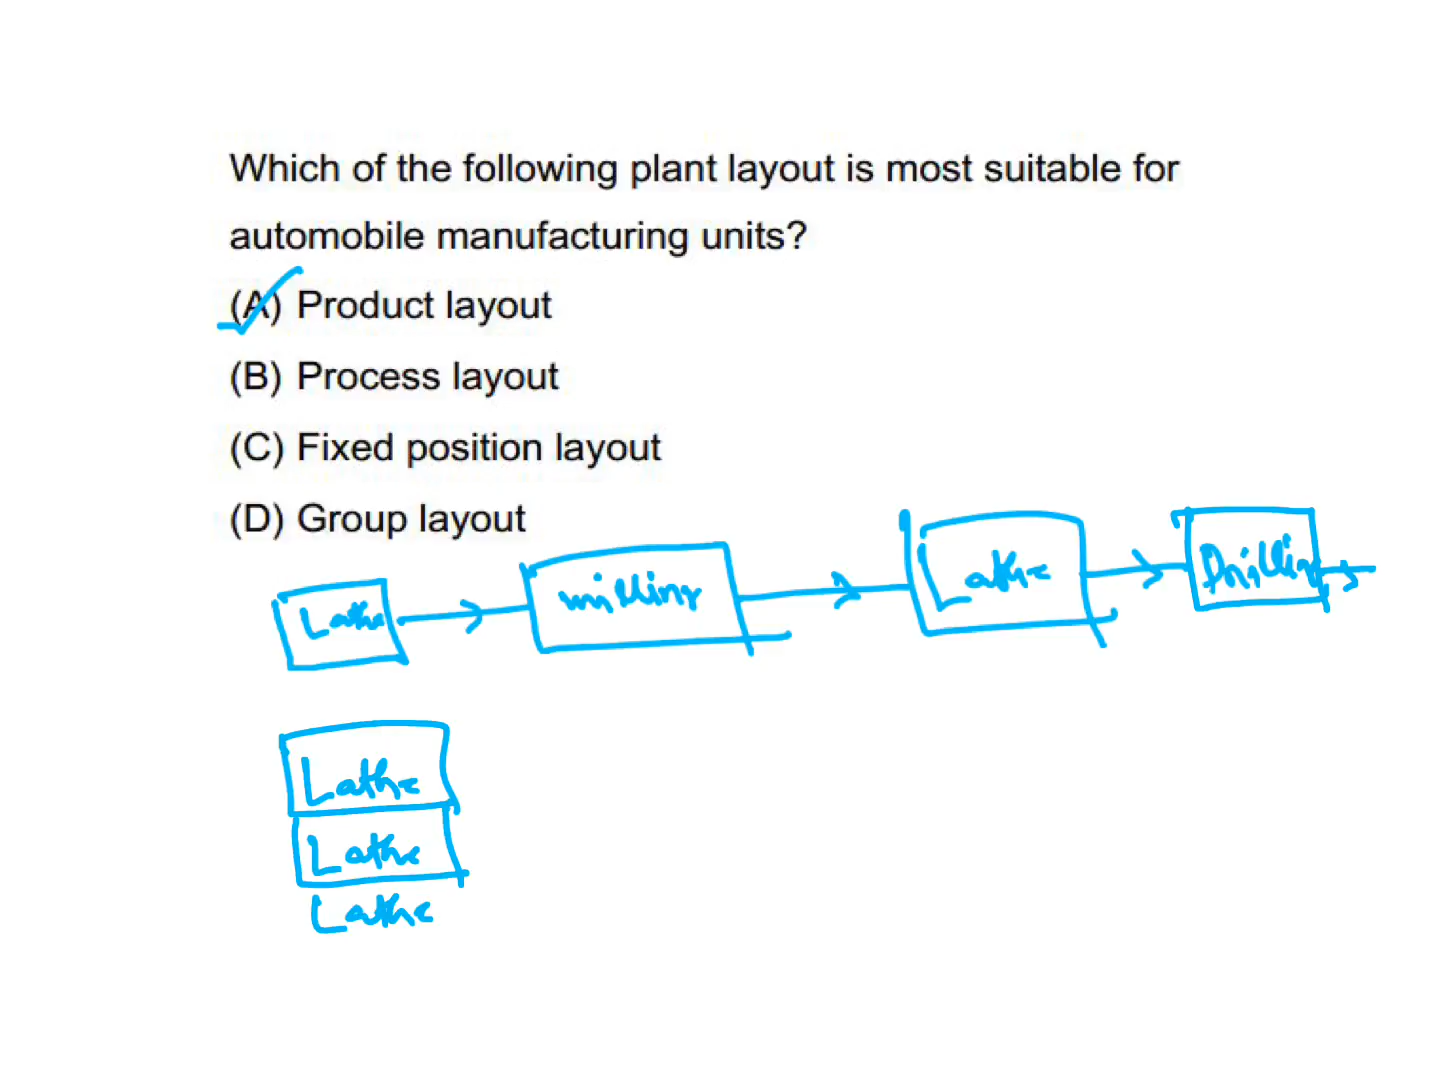 Which of the following plant layout is most suitable for
automobile manufacturing units?
(A) Product layout
(B) Process layout
(C) Fixed position layout
(D) Group layout
Lathe milling Lathe Drilling
Lathe
Lathe
Lathe